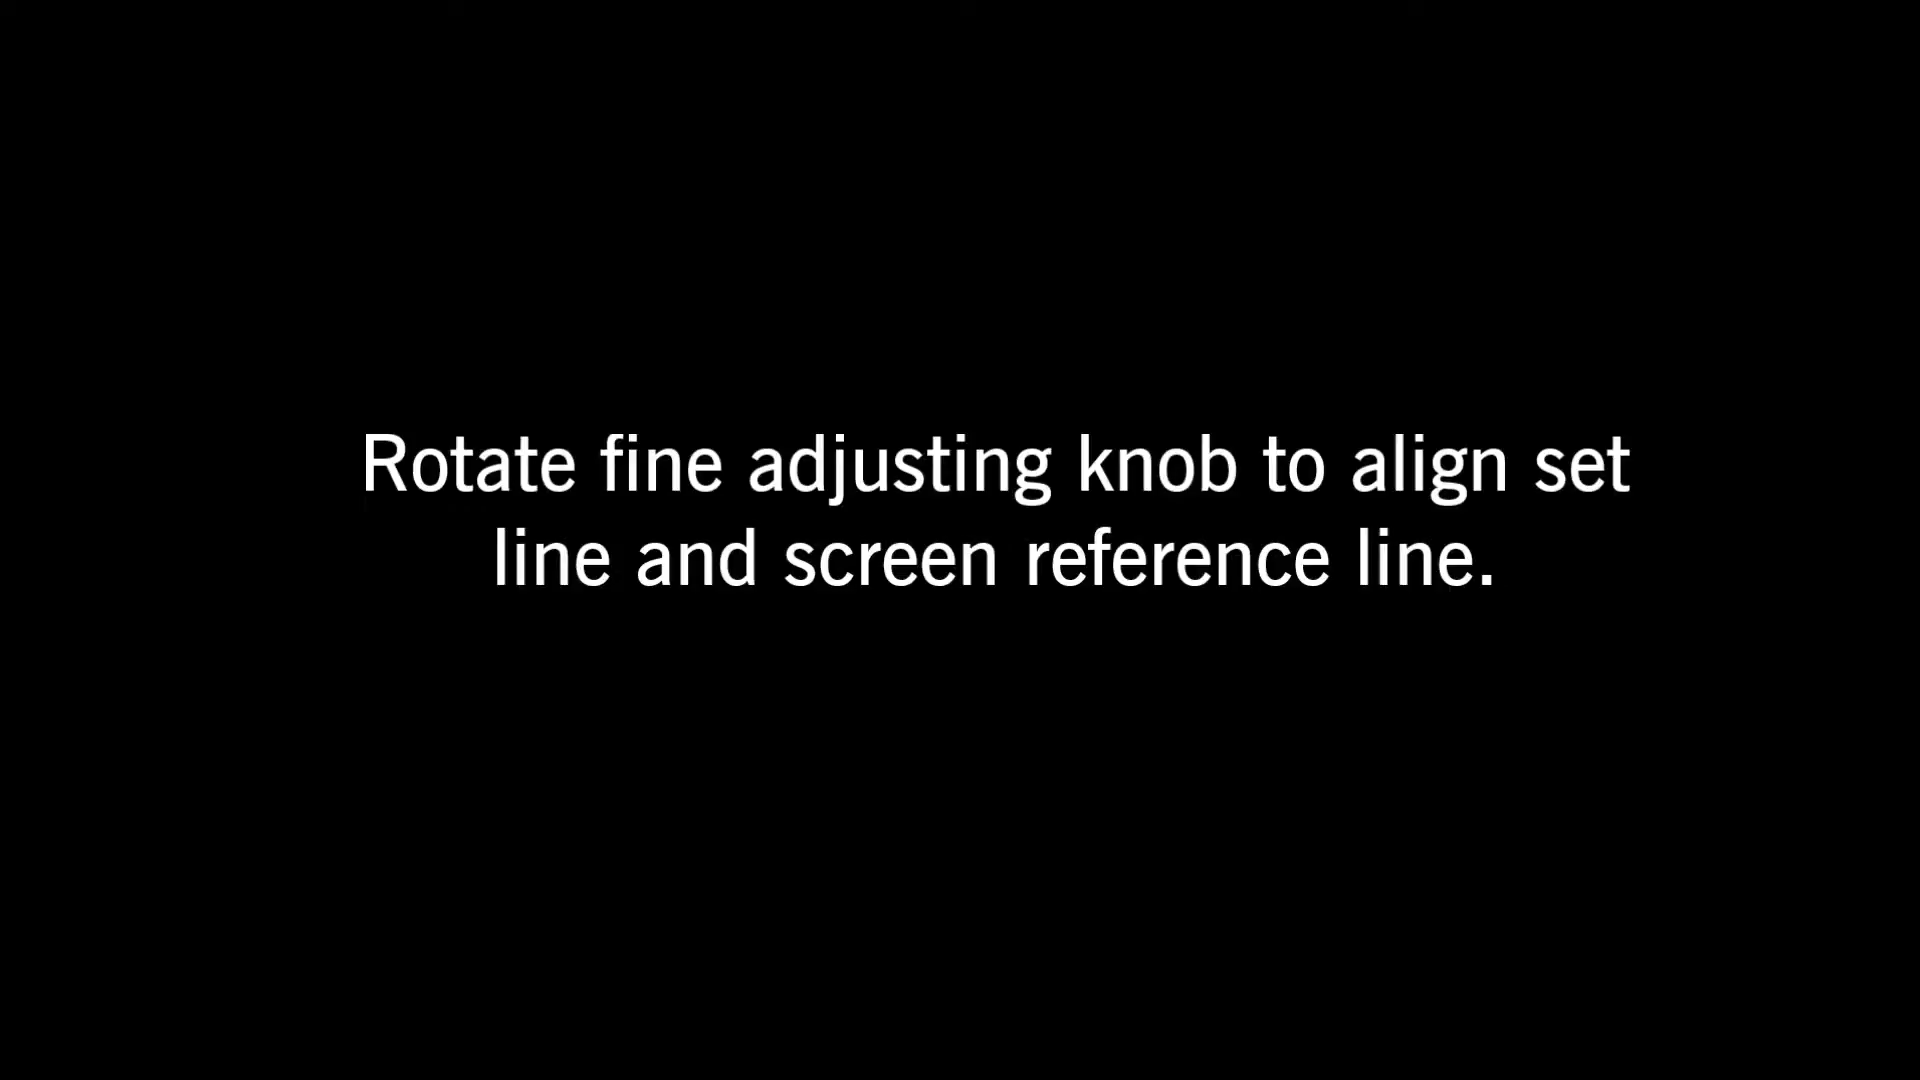 Rotate fine adjusting knob to align set
line and screen reference line.